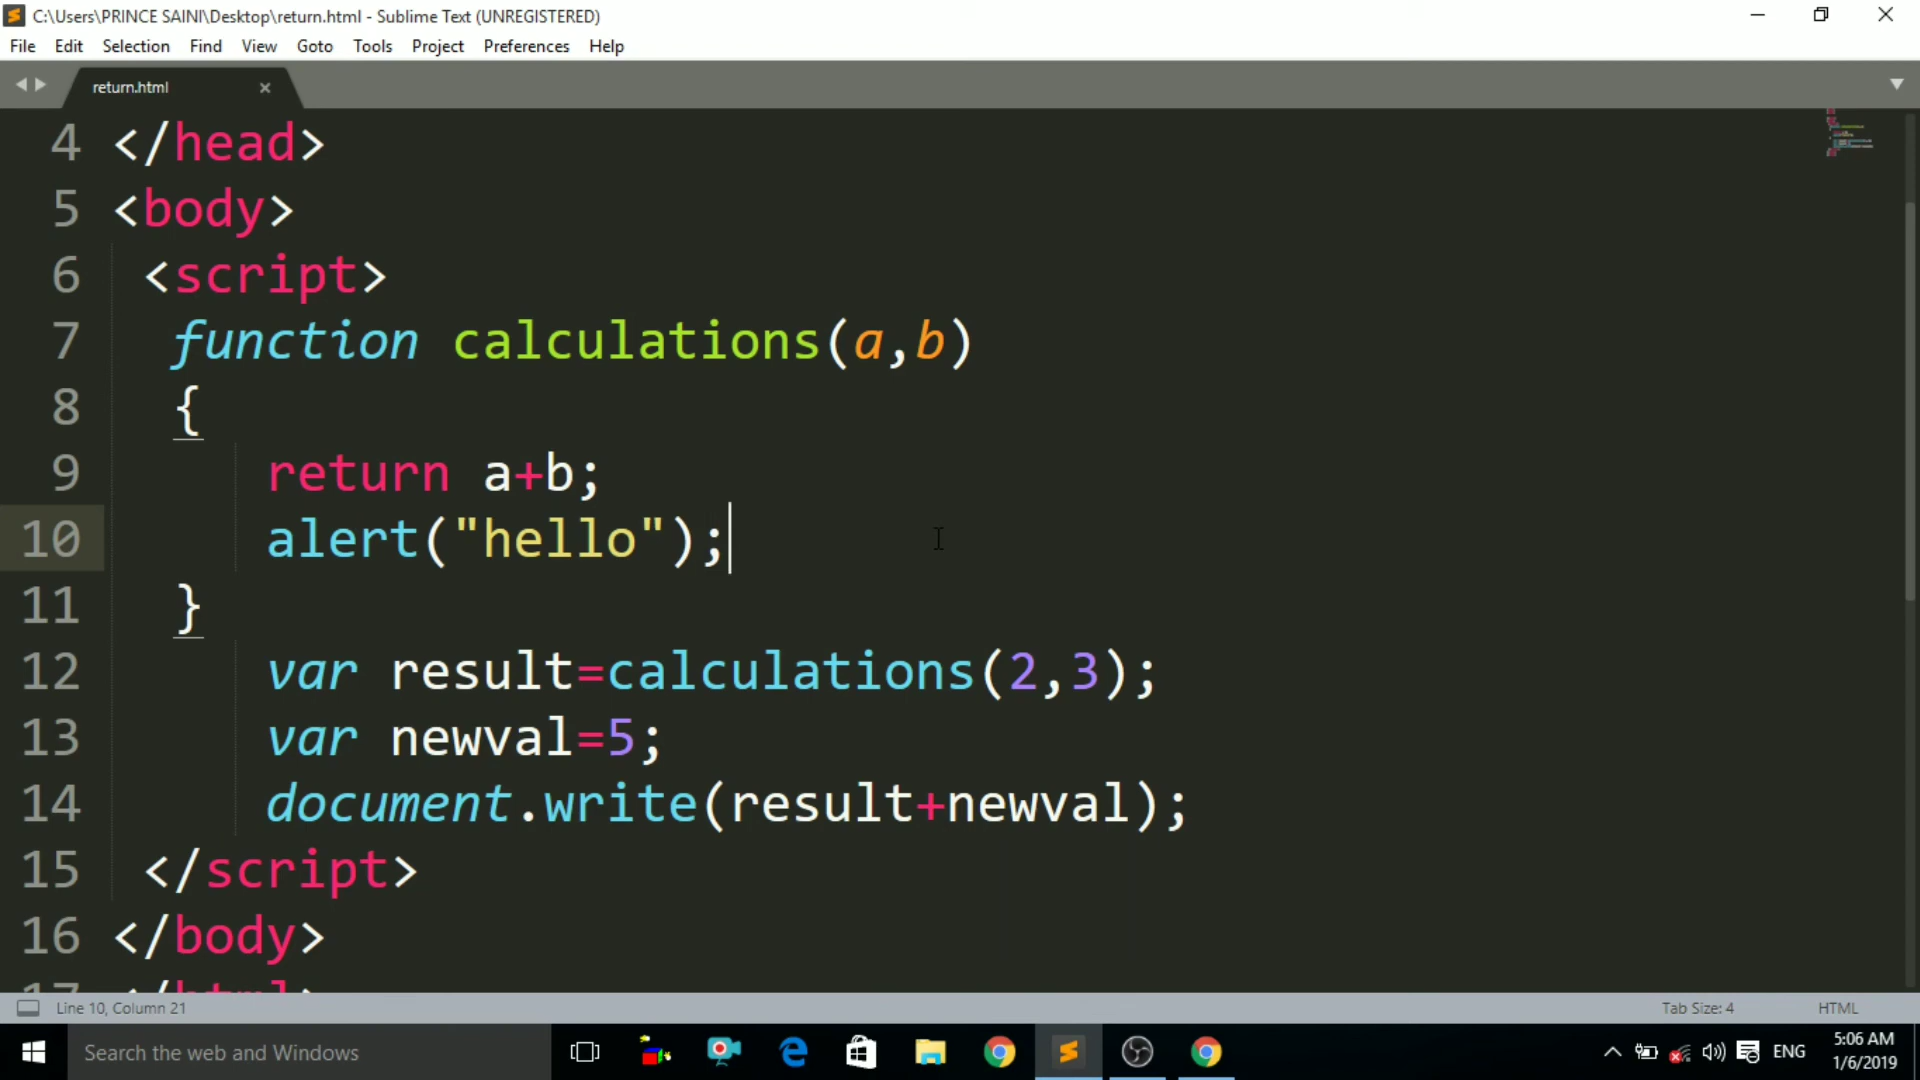 C:\Users\PRINCE SAINI\Desktop\return.html - Sublime Text (UNREGISTERED)
File Edit Selection Find View Goto Tools Project Preferences Help
return.html
4 </head>
5 <body>
6 <script>
7 function calculations(a,b)
8 {
9 return a+b;
10 alert("hello");
11 }
12 var result=calculations(2,3);
13 var newval=5;
14 document.write(result+newval);
15 </script>
16 </body>
17 </html>
Line 10, Column 21 Tab Size: 4 HTML
Search the web and Windows ENG 5:06 AM
1/6/2019